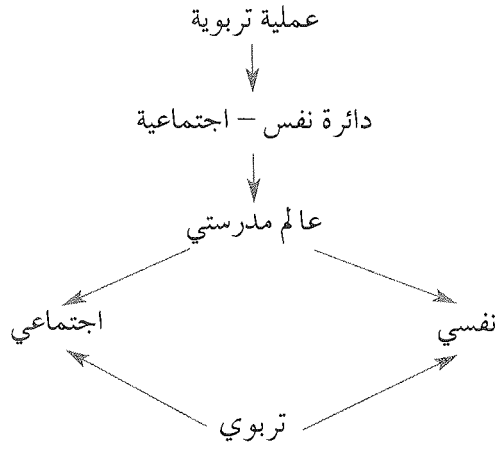 عملية تربوية
دائرة نفس – اجتماعية
عالم مدرستي
نفسي
اجتماعي
تربوي